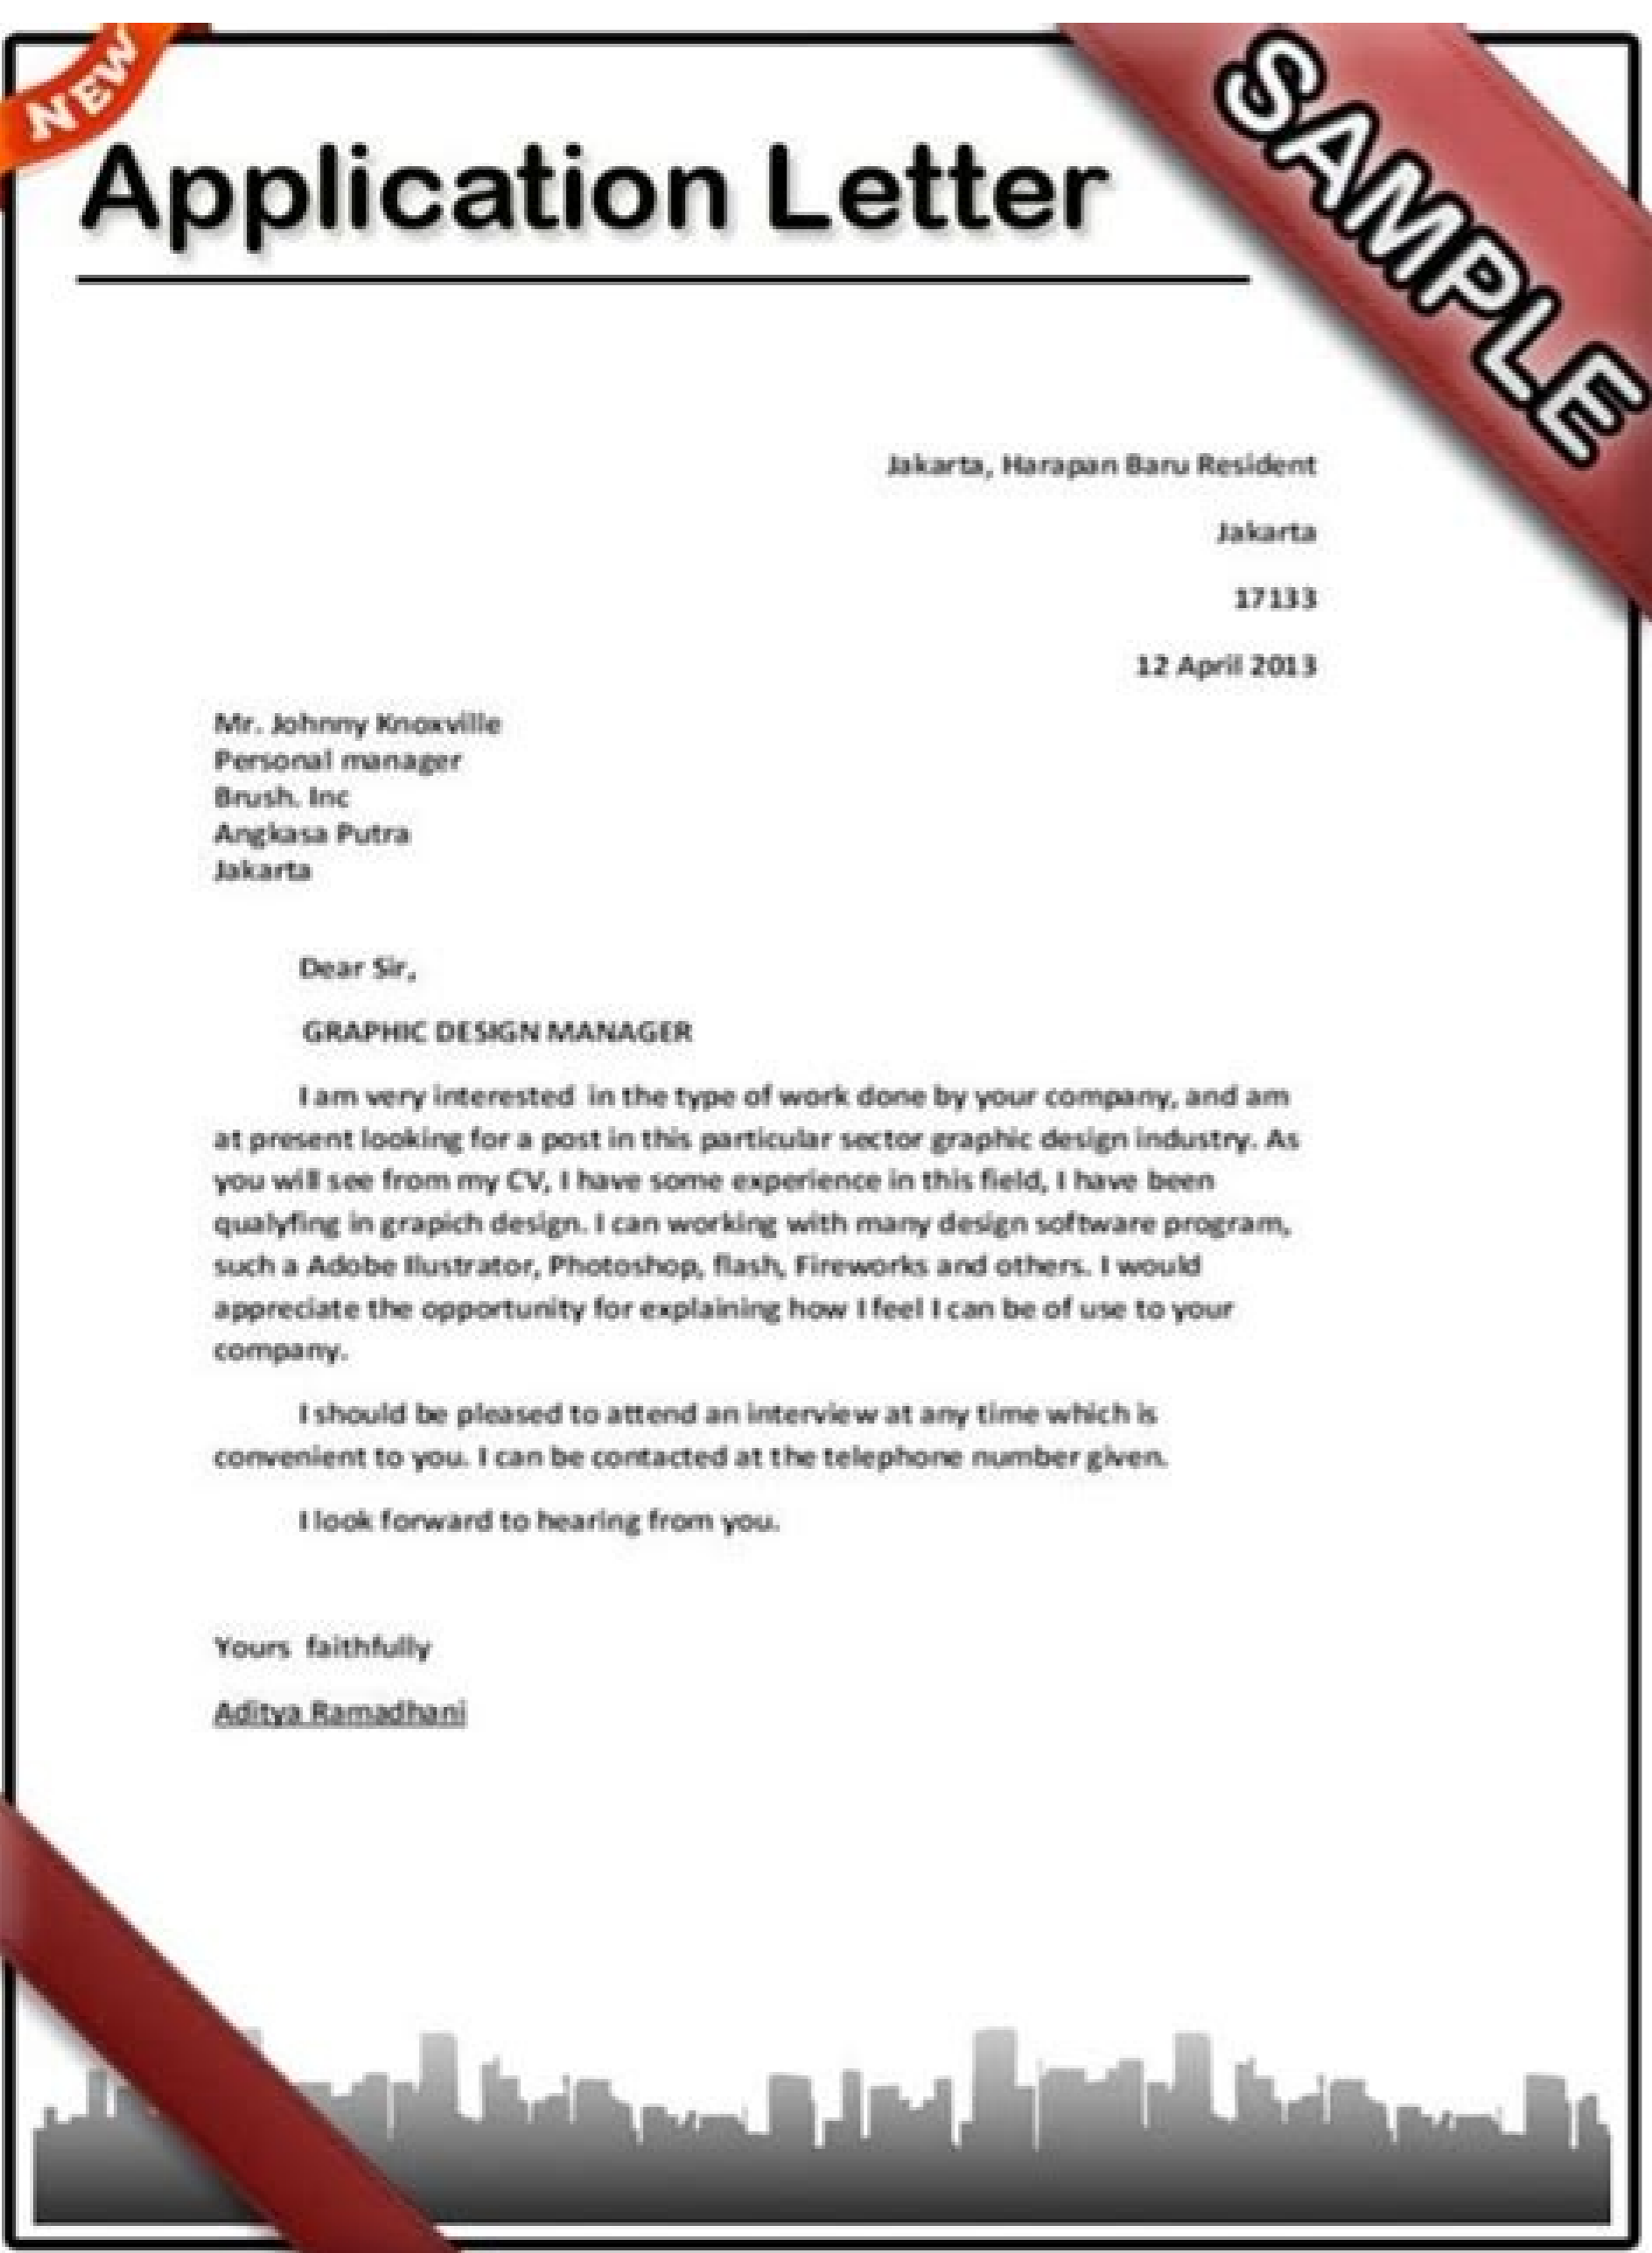 NEW
SAMPLE
Application Letter
Jakarta, Harapan Baru Resident
Jakarta
17133
12 April 2013
Mr. Johnny Knoxville
Personal manager
Brush. Inc
Angkasa Putra
Jakarta
Dear Sir,
GRAPHIC DESIGN MANAGER
I am very interested in the type of work done by your company, and am
at present looking for a post in this particular sector graphic design industry. As
you will see from my CV, I have some experience in this field, I have been
qualyfing in grapich design. I can working with many design software program,
such a Adobe Ilustrator, Photoshop, flash, Fireworks and others. I would
appreciate the opportunity for explaining how I feel I can be of use to your
company.
I should be pleased to attend an interview at any time which is
convenient to you. I can be contacted at the telephone number given.
I look forward to hearing from you.
Yours faithfully
Aditya Ramadhani